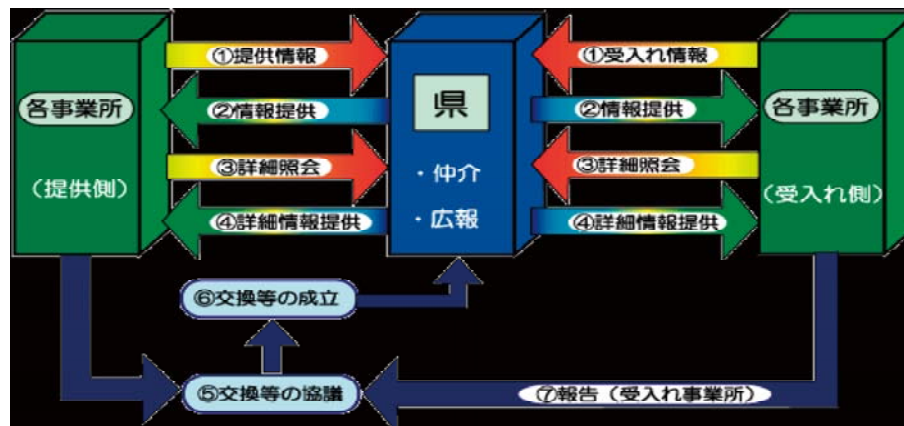 ①提供情報
①受入れ情報
各事業所
②情報提供
県
②情報提供
各事業所
③詳細照会
・仲介
③詳細照会
（提供側）
（受入れ側）
④詳細情報提供
・広報
④詳細情報提供
⑥交換等の成立
⑤交換等の協議
⑦報告（受入れ事業所）